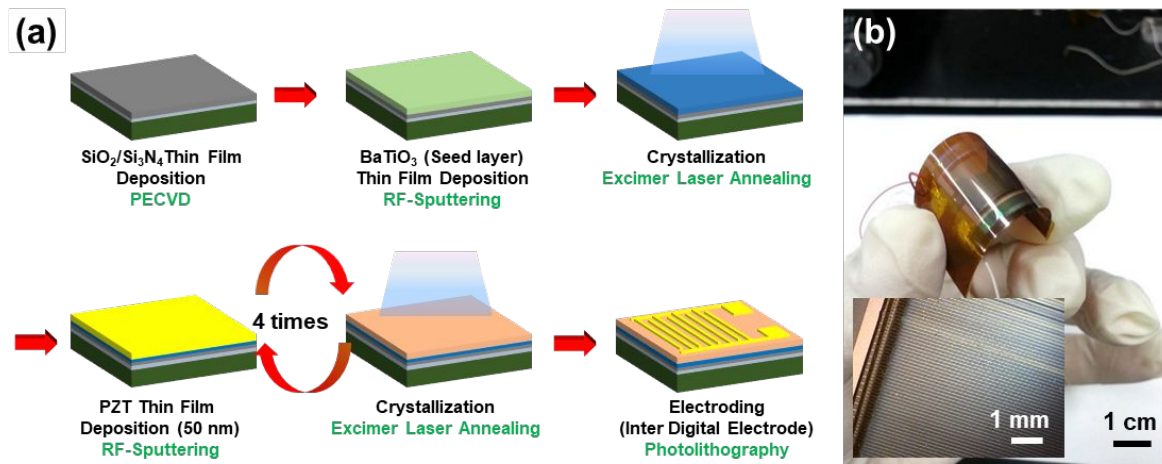 (a)
SiO₂/Si₃N₄Thin Film
Deposition
PECVD
BaTiO₃ (Seed layer)
Thin Film Deposition
RF-Sputtering
Crystallization
Excimer Laser Annealing
4 times
PZT Thin Film
Deposition (50 nm)
RF-Sputtering
Crystallization
Excimer Laser Annealing
Electroding
(Inter Digital Electrode)
Photolithography
(b)
1 mm
1 cm